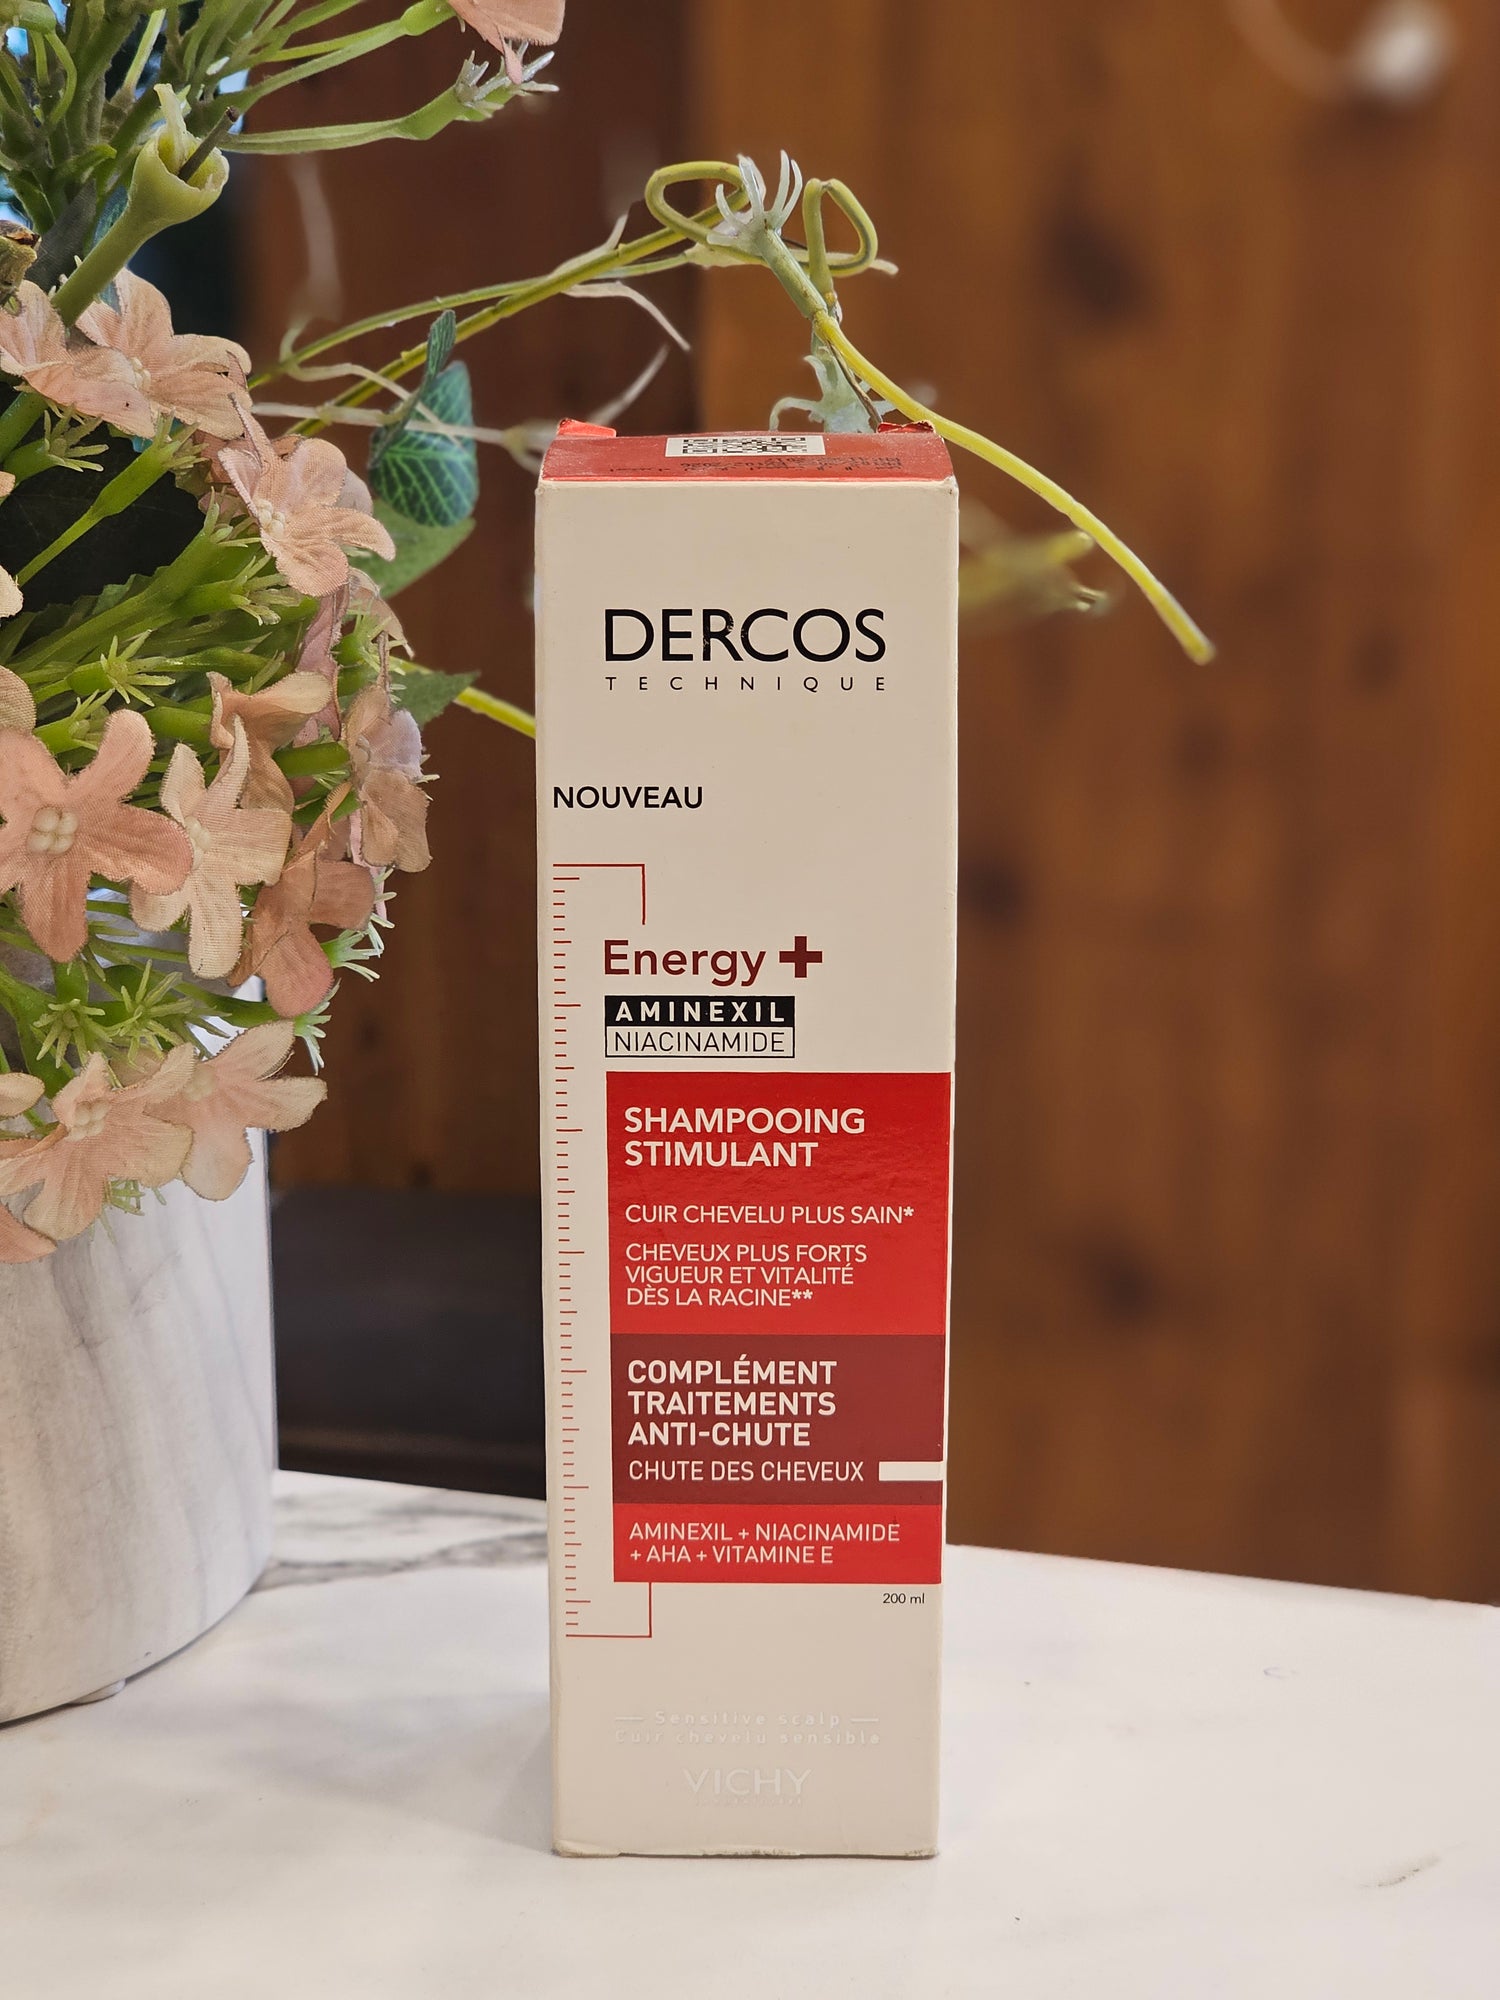 DERCOS
TECHNIQUE
NOUVEAU
Energy +
AMINEXIL
NIACINAMIDE
SHAMPOOING
STIMULANT
CUIR CHEVELU PLUS SAIN*
CHEVEUX PLUS FORTS
VIGUEUR ET VITALITÉ
DÈS LA RACINE**
COMPLÉMENT
TRAITEMENTS
ANTI-CHUTE
CHUTE DES CHEVEUX
AMINEXIL + NIACINAMIDE
+ AHA + VITAMINE E
200 ml
Sensitive scalp
Cuir chevelu sensible
VICHY